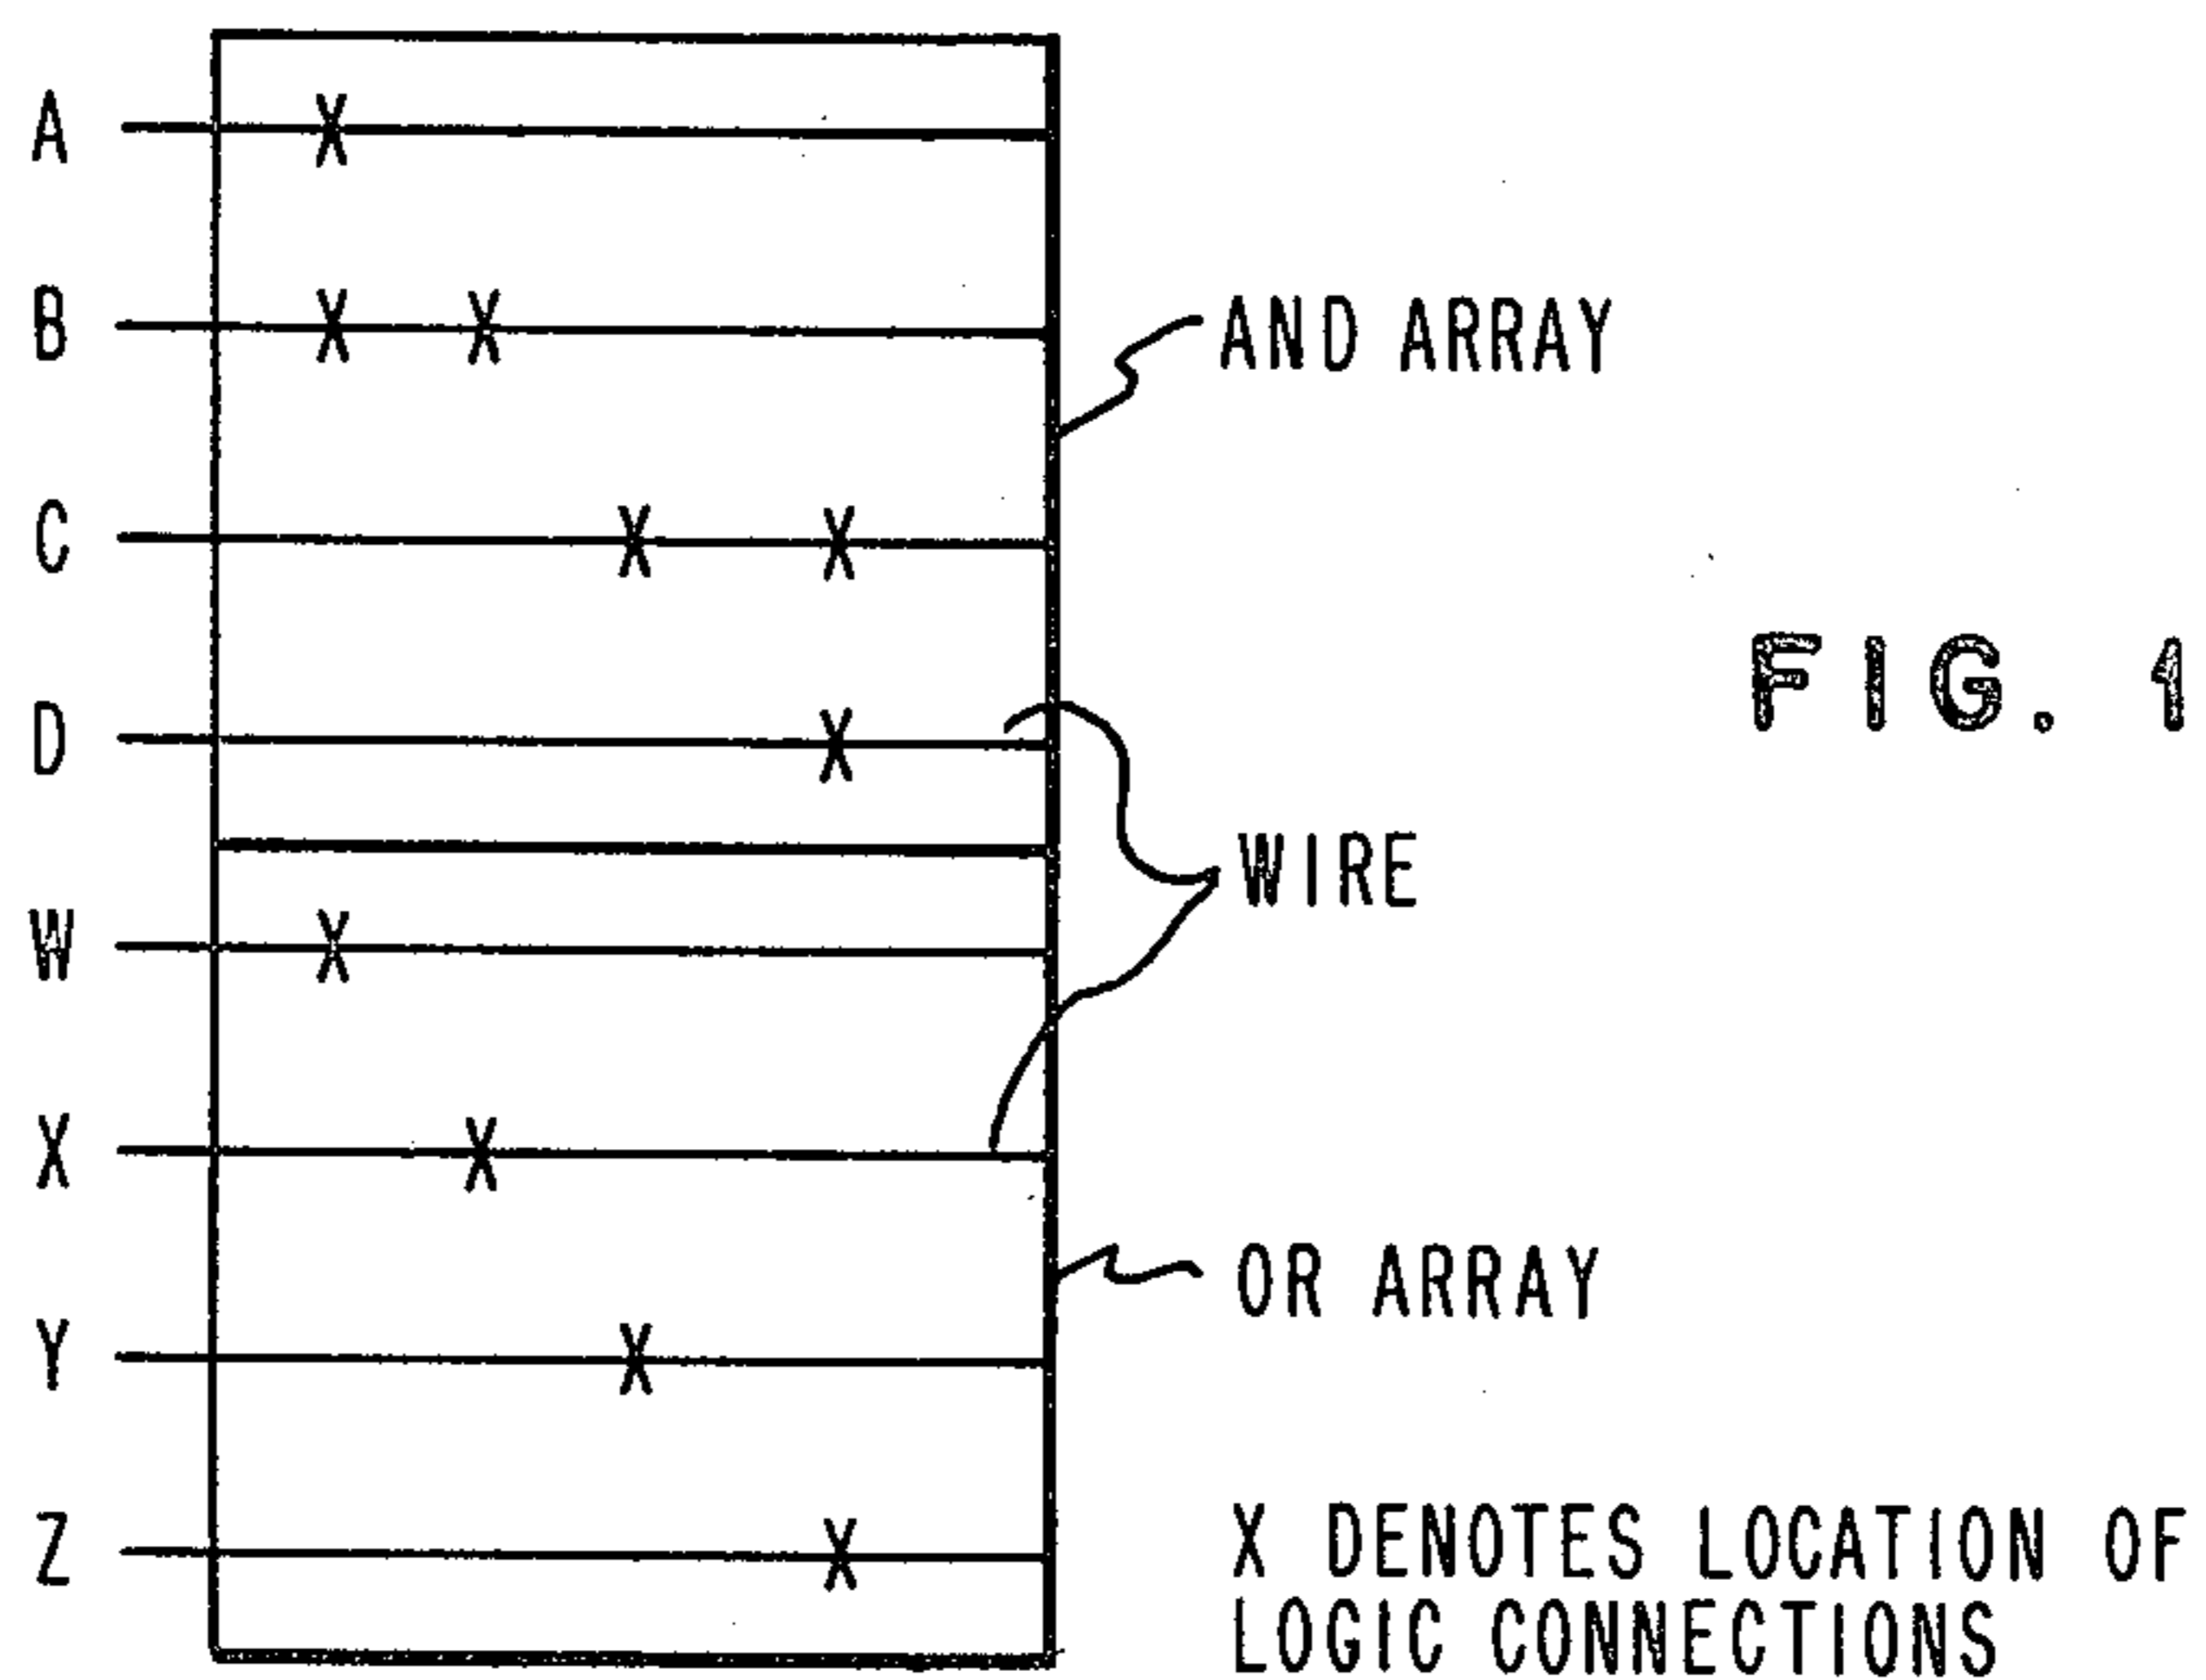 A X
B X X
AND ARRAY
C X X
FIG. 1
D X
WIRE
W X
X X
OR ARRAY
Y X
Z X
X DENOTES LOCATION OF
LOGIC CONNECTIONS